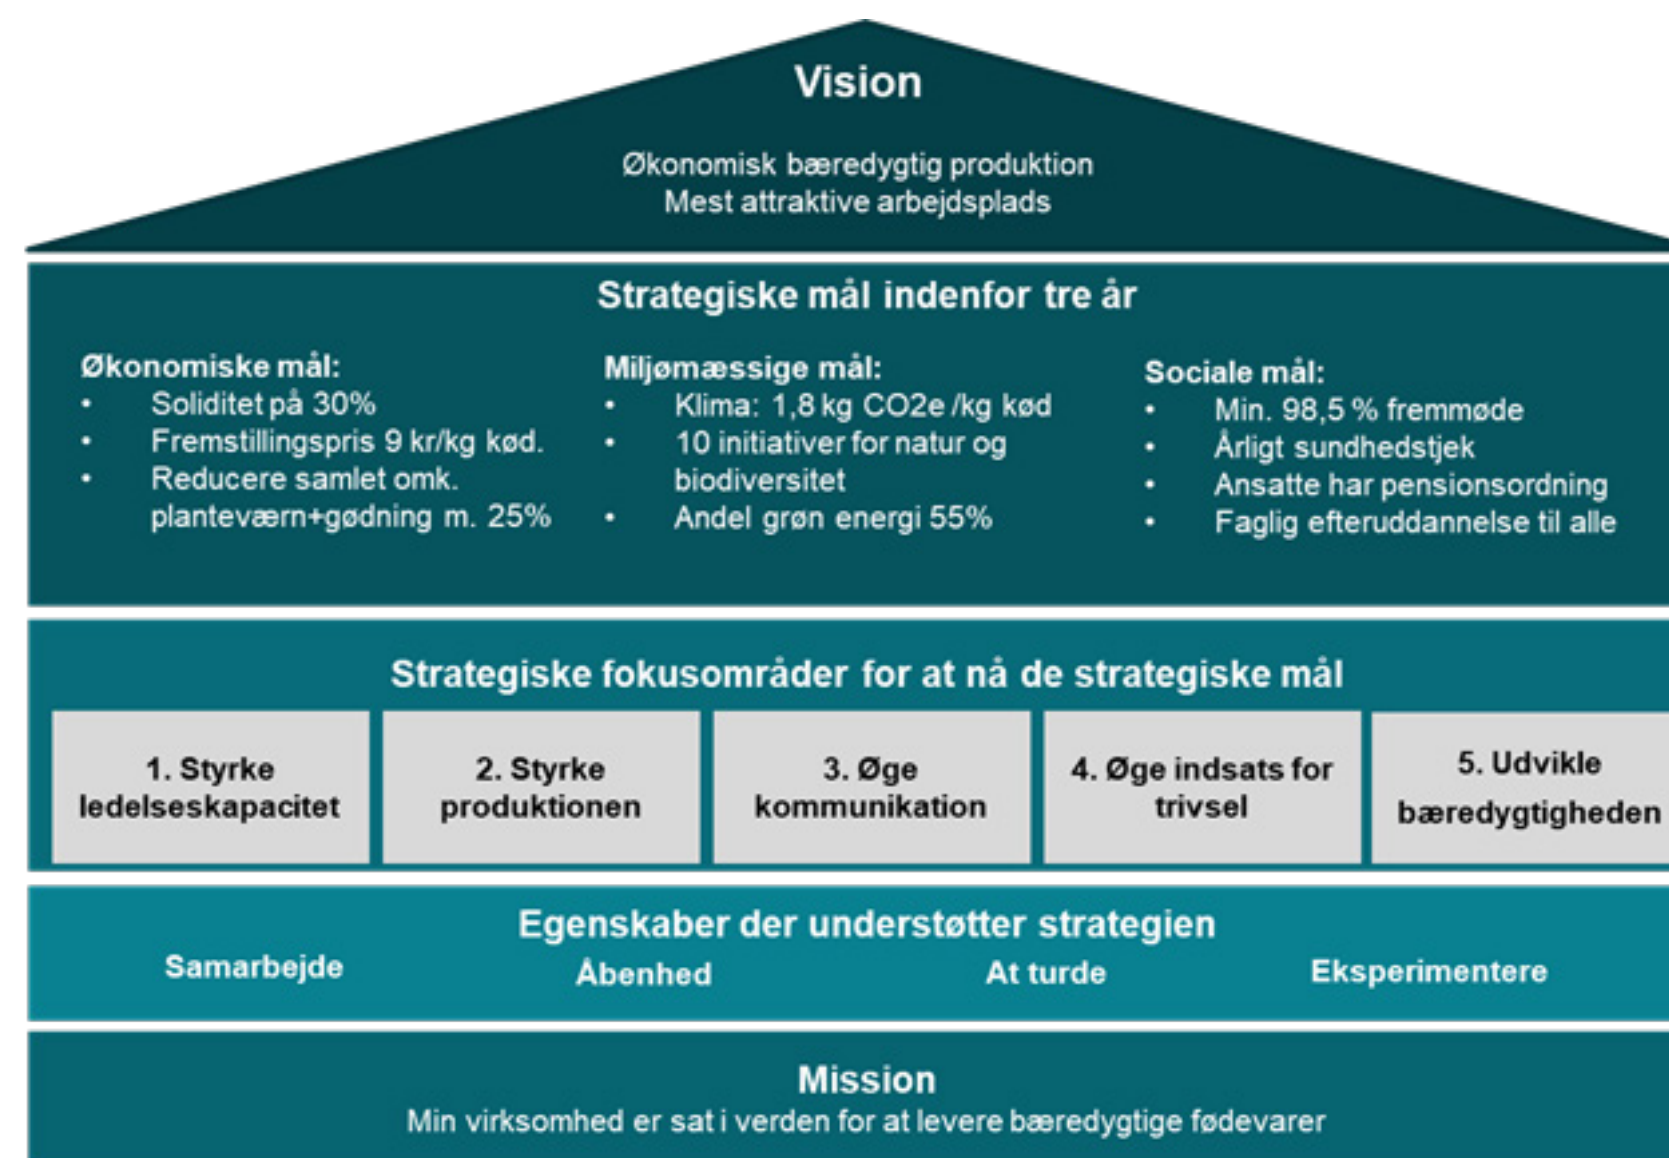 Vision
Økonomisk bæredygtig produktion
Mest attraktive arbejdsplads
Strategiske mål indenfor tre år
Økonomiske mål:
• Soliditet på 30%
• Fremstillingspris 9 kr/kg kød.
• Reducere samlet omk.
planteværn+gødning m. 25%
Miljømæssige mål:
• Klima: 1,8 kg CO2e /kg kød
• 10 initiativer for natur og
biodiversitet
• Andel grøn energi 55%
Sociale mål:
• Min. 98,5 % fremmøde
• Årligt sundhedstjek
• Ansatte har pensionsordning
• Faglig efteruddannelse til alle
Strategiske fokusområder for at nå de strategiske mål
1. Styrke
ledelseskapacitet
2. Styrke
produktionen
3. Øge
kommunikation
4. Øge indsats for
trivsel
5. Udvikle
bæredygtigheden
Egenskaber der understøtter strategien
Samarbejde
Åbenhed
At turde
Eksperimentere
Mission
Min virksomhed er sat i verden for at levere bæredygtige fødevarer